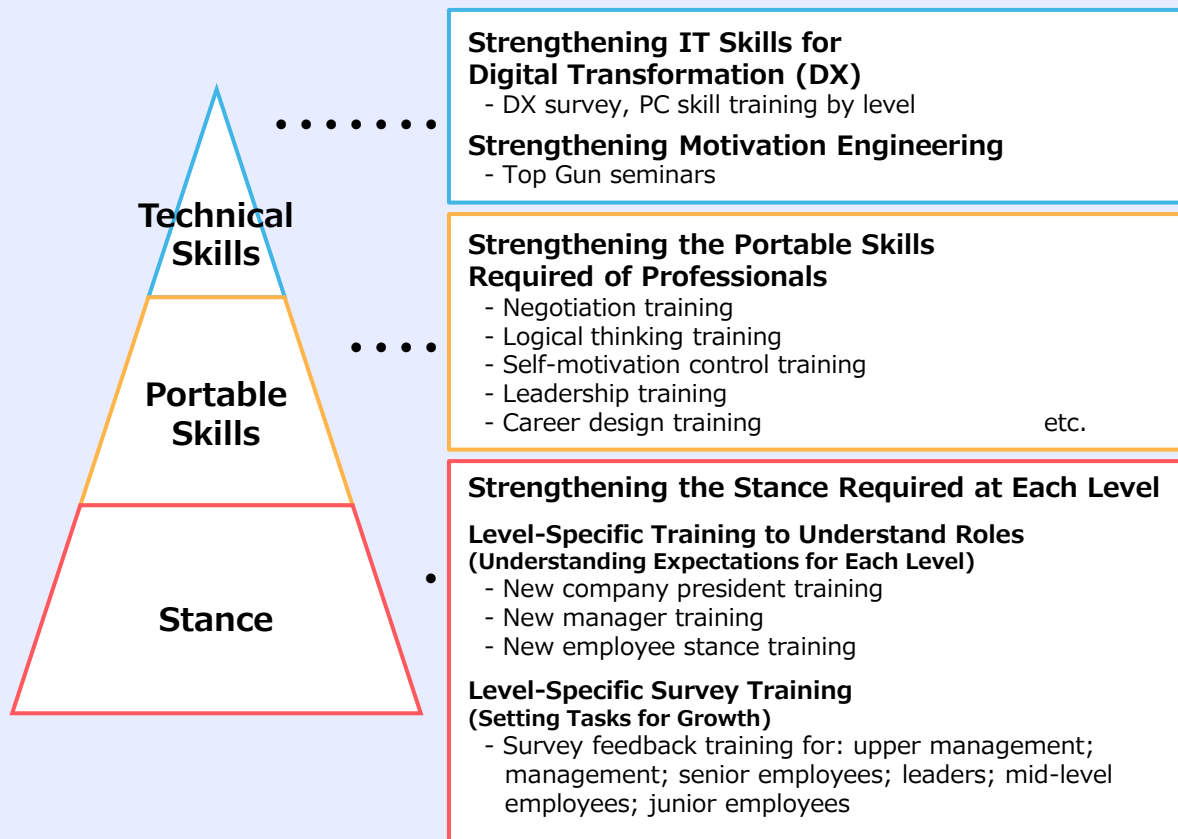 Technical
Skills
Strengthening IT Skills for
Digital Transformation (DX)
- DX survey, PC skill training by level
Strengthening Motivation Engineering
- Top Gun seminars
Portable
Skills
Strengthening the Portable Skills
Required of Professionals
- Negotiation training
- Logical thinking training
- Self-motivation control training
- Leadership training
- Career design training etc.
Stance
Strengthening the Stance Required at Each Level
Level-Specific Training to Understand Roles
(Understanding Expectations for Each Level)
- New company president training
- New manager training
- New employee stance training
Level-Specific Survey Training
(Setting Tasks for Growth)
- Survey feedback training for: upper management;
management; senior employees; leaders; mid-level
employees; junior employees